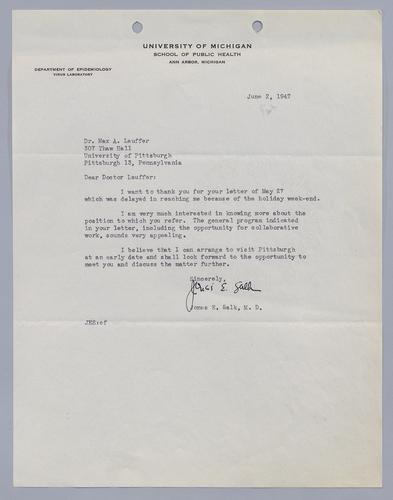 UNIVERSITY OF MICHIGAN
SCHOOL OF PUBLIC HEALTH
ANN ARBOR, MICHIGAN
DEPARTMENT OF EPIDEMIOLOGY
VIRUS LABORATORY
June 2, 1947
Dr. Max A. Lauffer
307 Thaw Hall
University of Pittsburgh
Pittsburgh 13, Pennsylvania
Dear Doctor Lauffer:
I want to thank you for your letter of May 27
which was delayed in reaching me because of the holiday week-end.
I am very much interested in knowing more about the
position to which you refer. The general program indicated
in your letter, including the opportunity for collaborative
work, sounds very appealing.
I believe that I can arrange to visit Pittsburgh
at an early date and shall look forward to the opportunity to
meet you and discuss the matter further.
Sincerely,
Jonas E. Salk
Jonas E. Salk, M. D.
JES:cf